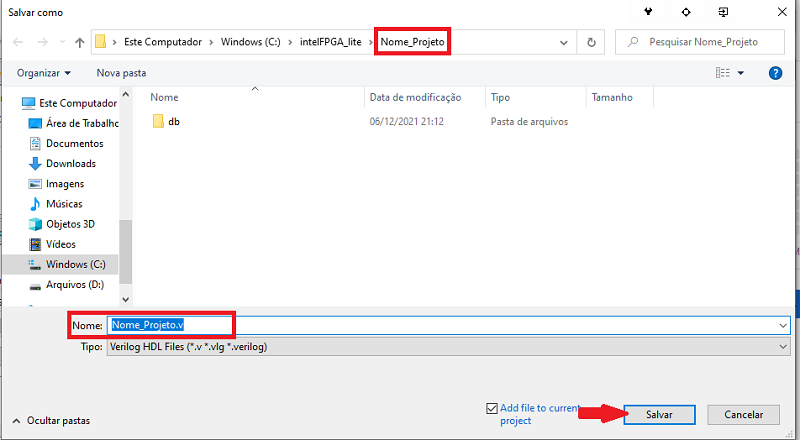 Salvar como
Este Computador > Windows (C:) > intelFPGA_lite > Nome_Projeto
Pesquisar Nome_Projeto
Organizar
Nova pasta
Nome
Data de modificação
Tipo
Tamanho
db
06/12/2021 21:12
Pasta de arquivos
Este Computador
Área de Trabalho
Documentos
Downloads
Imagens
Músicas
Objetos 3D
Vídeos
Windows (C:)
Arquivos (D:)
Nome: Nome_Projeto.v
Tipo: Verilog HDL Files (*.v *.vlg *.verilog)
Add file to current
project
Salvar
Cancelar
Ocultar pastas